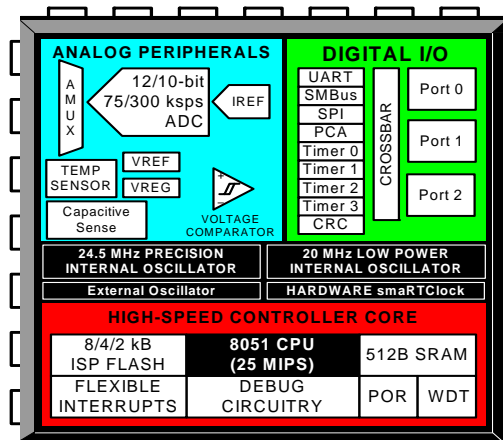 ANALOG PERIPHERALS
AMUX
12/10-bit
75/300 ksps
ADC
IREF
TEMP
SENSOR
VREF
VREG
Capacitive
Sense
+
–
VOLTAGE
COMPARATOR
DIGITAL I/O
UART
SMBus
SPI
PCA
Timer 0
Timer 1
Timer 2
Timer 3
CRC
CROSSBAR
Port 0
Port 1
Port 2
24.5 MHz PRECISION
INTERNAL OSCILLATOR
20 MHz LOW POWER
INTERNAL OSCILLATOR
External Oscillator
HARDWARE smaRTClock
HIGH-SPEED CONTROLLER CORE
8/4/2 kB
ISP FLASH
8051 CPU
(25 MIPS)
512B SRAM
FLEXIBLE
INTERRUPTS
DEBUG
CIRCUITRY
POR
WDT